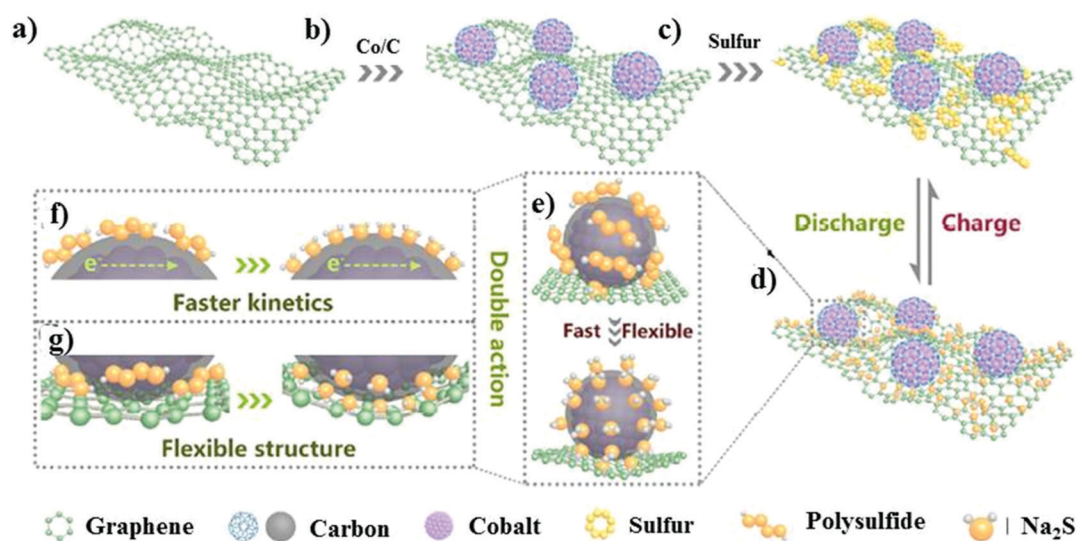 a)
b)
c)
Co/C
Sulfur
Discharge
Charge
d)
e)
f)
e⁻
e⁻
Faster kinetics
g)
Flexible structure
Double action
Fast
Flexible
Graphene
Carbon
Cobalt
Sulfur
Polysulfide
Na₂S